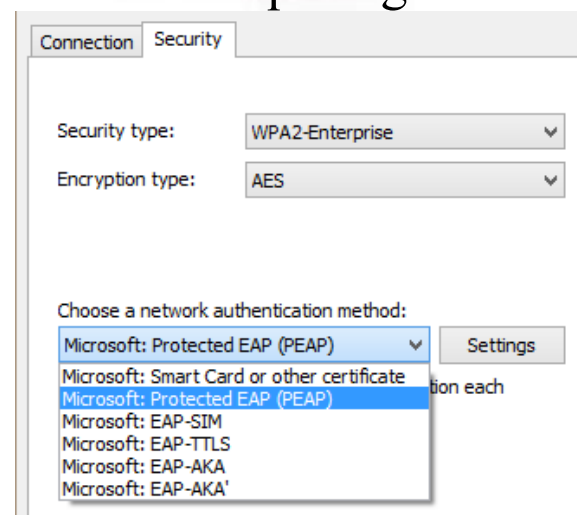 Connection Security
Security type: WPA2-Enterprise
Encryption type: AES
Choose a network authentication method:
Microsoft: Protected EAP (PEAP) Settings
Microsoft: Smart Card or other certificate
Microsoft: Protected EAP (PEAP) tion each
Microsoft: EAP-SIM
Microsoft: EAP-TTLS
Microsoft: EAP-AKA
Microsoft: EAP-AKA'